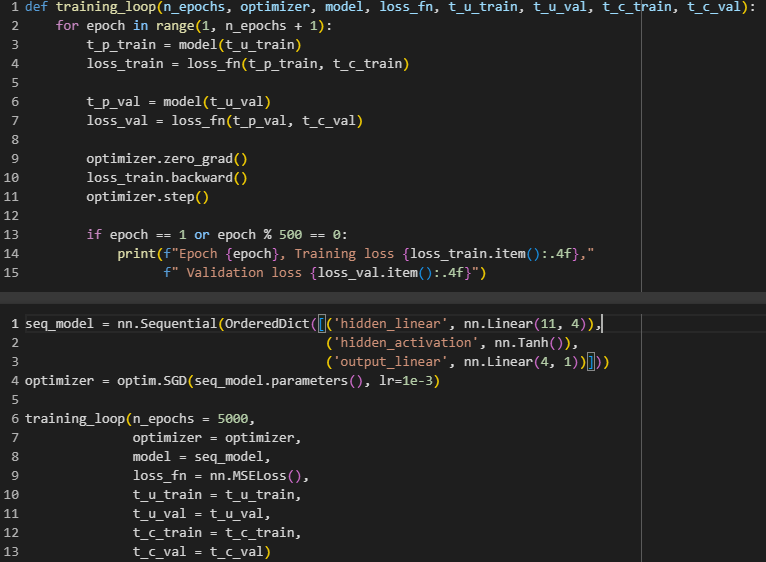 1 def training_loop(n_epochs, optimizer, model, loss_fn, t_u_train, t_u_val, t_c_train, t_c_val):
2     for epoch in range(1, n_epochs + 1):
3         t_p_train = model(t_u_train)
4         loss_train = loss_fn(t_p_train, t_c_train)
5
6         t_p_val = model(t_u_val)
7         loss_val = loss_fn(t_p_val, t_c_val)
8
9         optimizer.zero_grad()
10         loss_train.backward()
11         optimizer.step()
12
13         if epoch == 1 or epoch % 500 == 0:
14             print(f"Epoch {epoch}, Training loss {loss_train.item():.4f},"
15                   f" Validation loss {loss_val.item():.4f}")
1 seq_model = nn.Sequential(OrderedDict([('hidden_linear', nn.Linear(11, 4)),
2                                        ('hidden_activation', nn.Tanh()),
3                                        ('output_linear', nn.Linear(4, 1))]))
4 optimizer = optim.SGD(seq_model.parameters(), lr=1e-3)
5
6 training_loop(n_epochs = 5000,
7               optimizer = optimizer,
8               model = seq_model,
9               loss_fn = nn.MSELoss(),
10               t_u_train = t_u_train,
11               t_u_val = t_u_val,
12               t_c_train = t_c_train,
13               t_c_val = t_c_val)